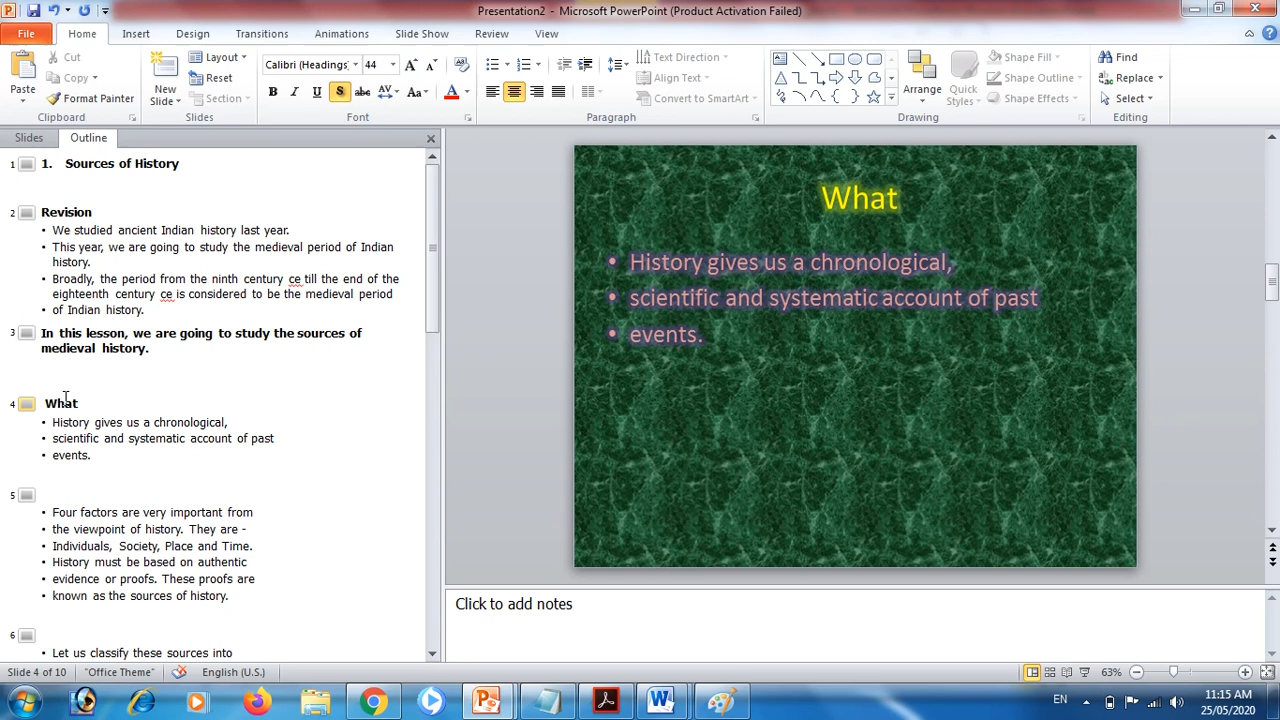 Presentation2 - Microsoft PowerPoint (Product Activation Failed)
File Home Insert Design Transitions Animations Slide Show Review View
Paste
Cut
Copy
Format Painter
Clipboard
New
Slide
Layout
Reset
Section
Slides
Calibri (Headings) 44
B I U S abc AV Aa A
Font
Text Direction
Align Text
Convert to SmartArt
Paragraph
Arrange
Quick
Styles
Shape Fill
Shape Outline
Shape Effects
Drawing
Find
Replace
Select
Editing
Slides Outline
1 1. Sources of History
2 Revision
• We studied ancient Indian history last year.
• This year, we are going to study the medieval period of Indian
history.
• Broadly, the period from the ninth century ce till the end of the
eighteenth century ce is considered to be the medieval period
• of Indian history.
3 In this lesson, we are going to study the sources of
medieval history.
4 What
• History gives us a chronological,
• scientific and systematic account of past
• events.
5
• Four factors are very important from
• the viewpoint of history. They are -
• Individuals, Society, Place and Time.
• History must be based on authentic
• evidence or proofs. These proofs are
• known as the sources of history.
6
• Let us classify these sources into
What
• History gives us a chronological,
• scientific and systematic account of past
• events.
Click to add notes
Slide 4 of 10 "Office Theme" English (U.S.) 63%
EN 11:15 AM
25/05/2020